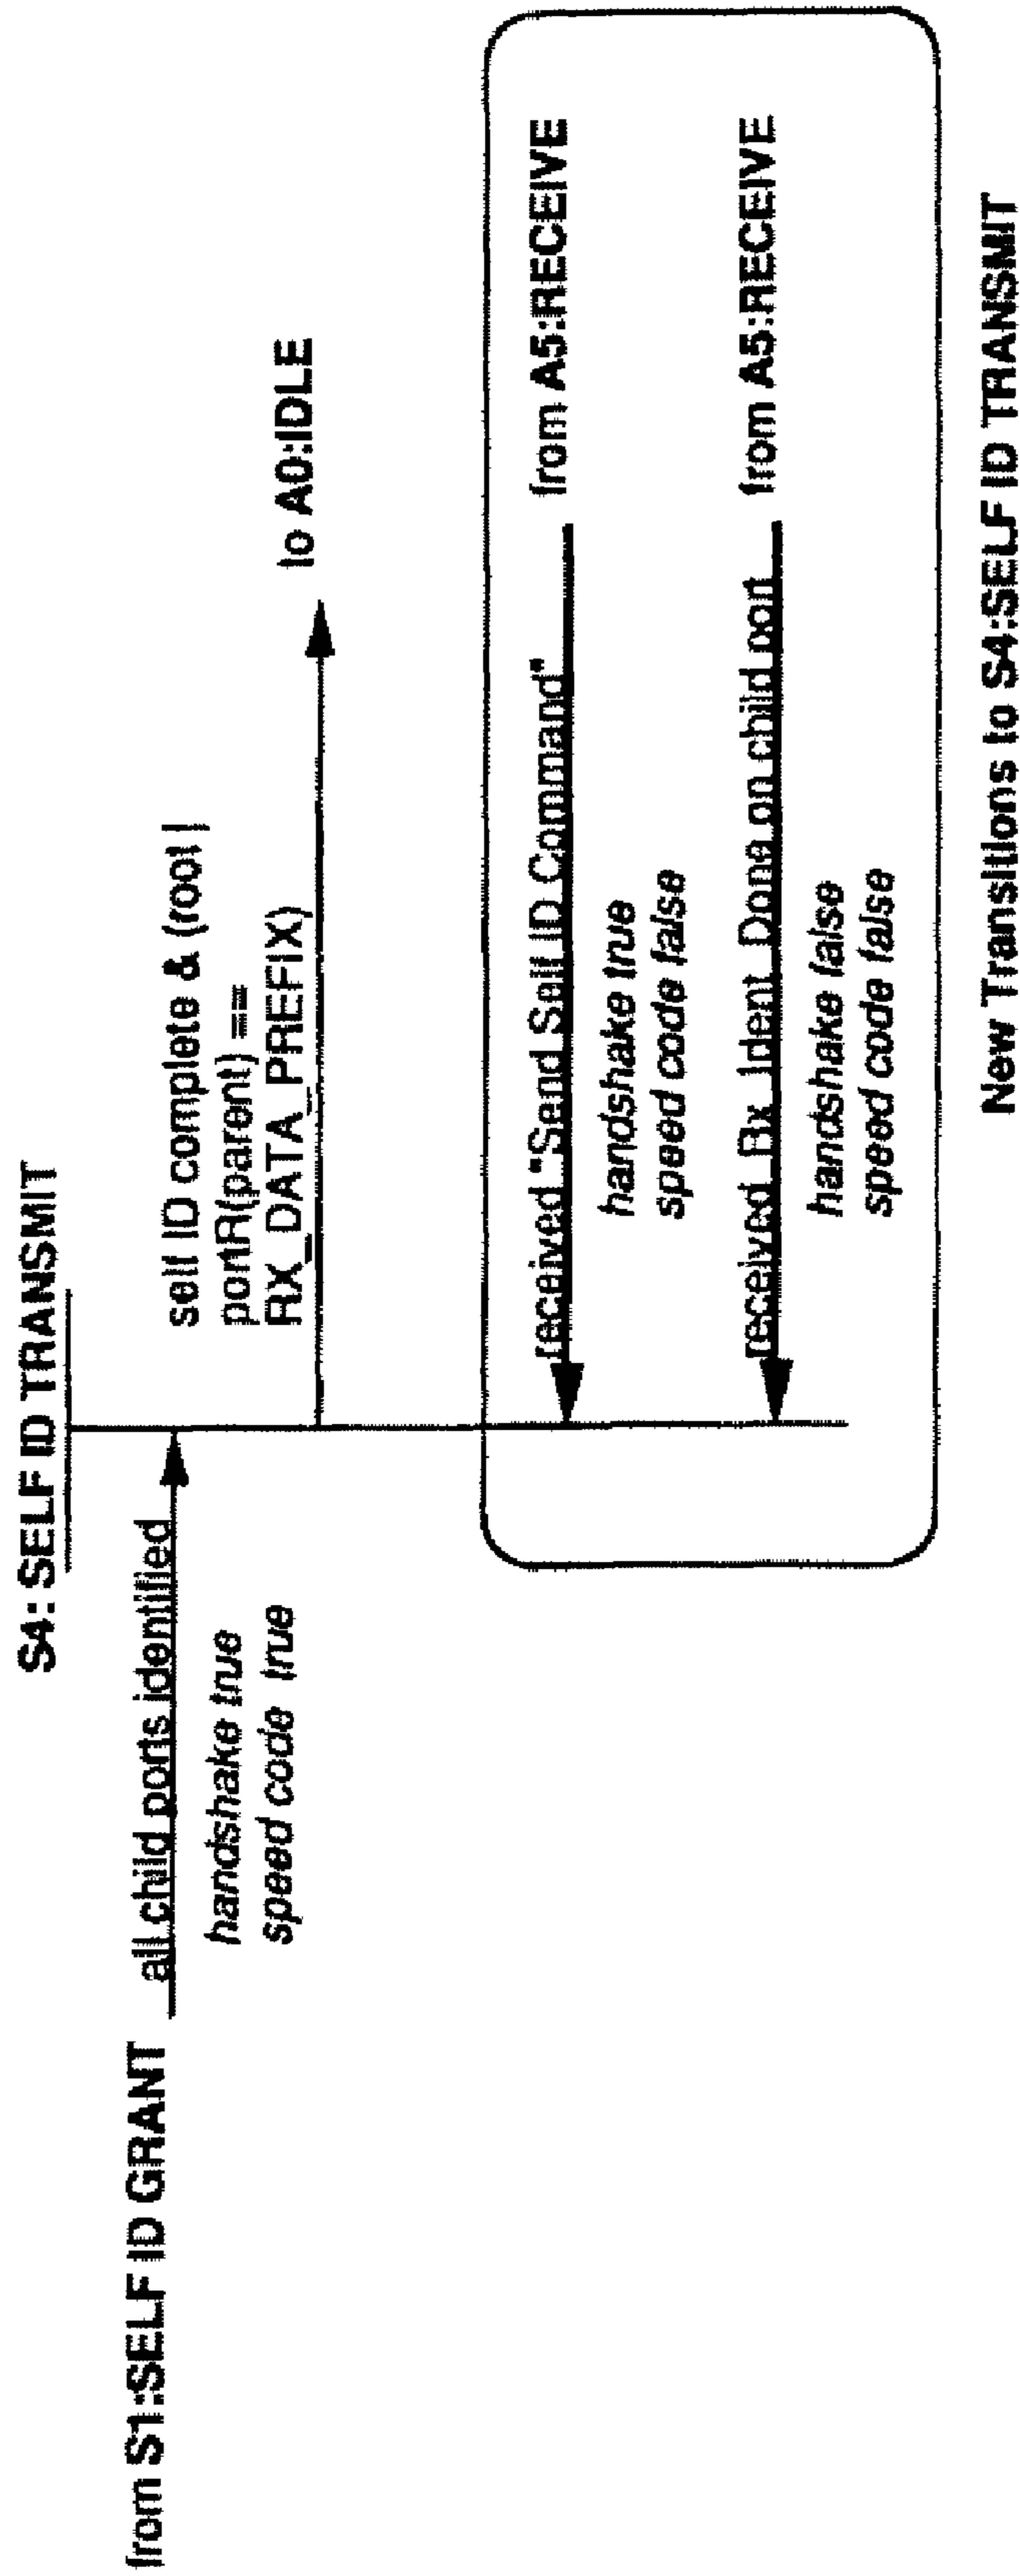 S4: SELF ID TRANSMIT
from S1:SELF ID GRANT
all child ports identified
handshake true
speed code true
self ID complete & (root |
portR(parent) ==
RX_DATA_PREFIX)
to A0:IDLE
received "Send Self ID Command"
handshake true
speed code false
from A5:RECEIVE
received Rx_Ident_Done on child port
handshake false
speed code false
from A5:RECEIVE
New Transitions to S4:SELF ID TRANSMIT